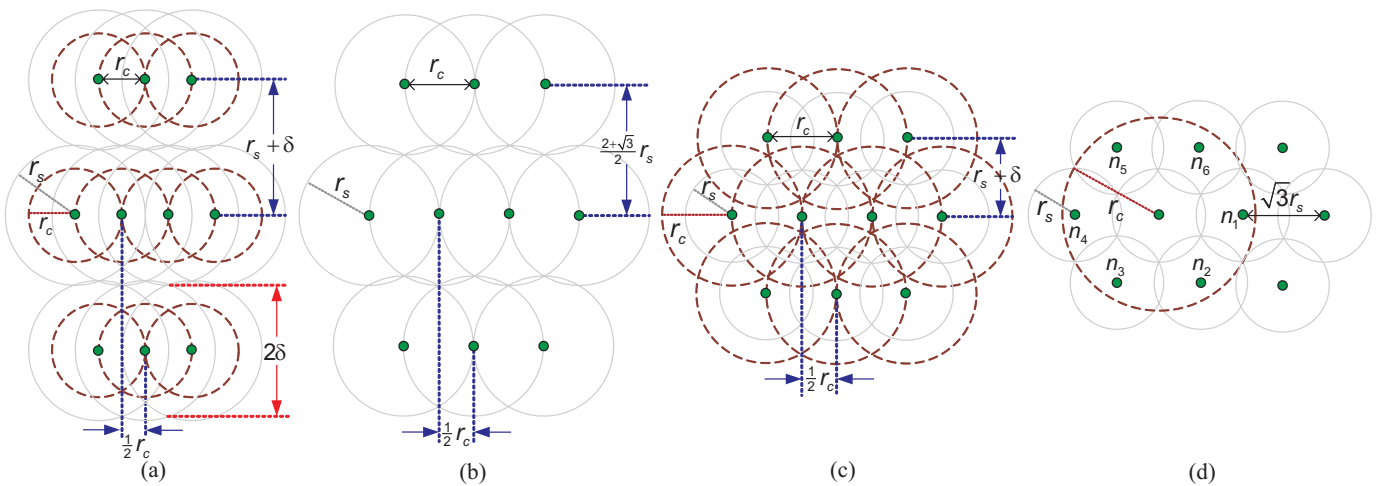 r_c
r_s + δ
r_s
r_c
2δ
1/2 r_c
(a)
r_c
(2+√3)/2 r_s
r_s
1/2 r_c
(b)
r_c
r_s + δ
r_s
r_c
1/2 r_c
(c)
n_5
n_6
r_s
r_c
n_4
n_1
√3r_s
n_3
n_2
(d)